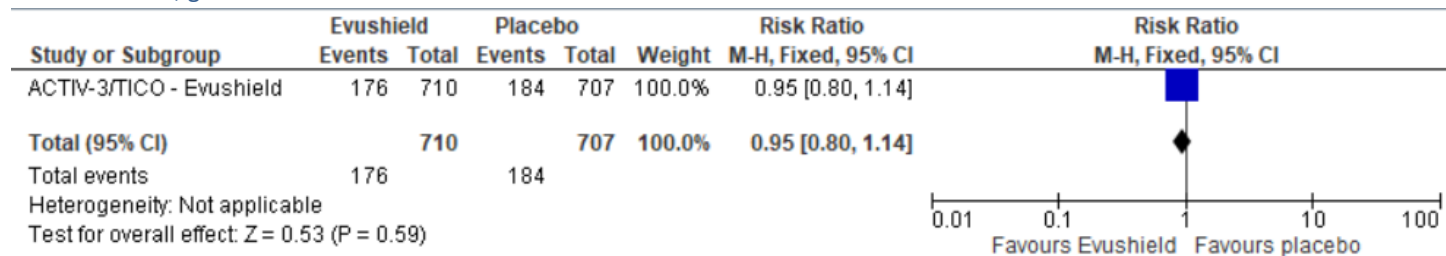 Evushield Placebo Risk Ratio Risk Ratio
Study or Subgroup Events Total Events Total Weight M-H, Fixed, 95% CI M-H, Fixed, 95% CI
ACTIV-3/TICO - Evushield 176 710 184 707 100.0% 0.95 [0.80, 1.14]
Total (95% CI) 710 707 100.0% 0.95 [0.80, 1.14]
Total events 176 184
Heterogeneity: Not applicable
Test for overall effect: Z = 0.53 (P = 0.59)
0.01 0.1 1 10 100
Favours Evushield Favours placebo